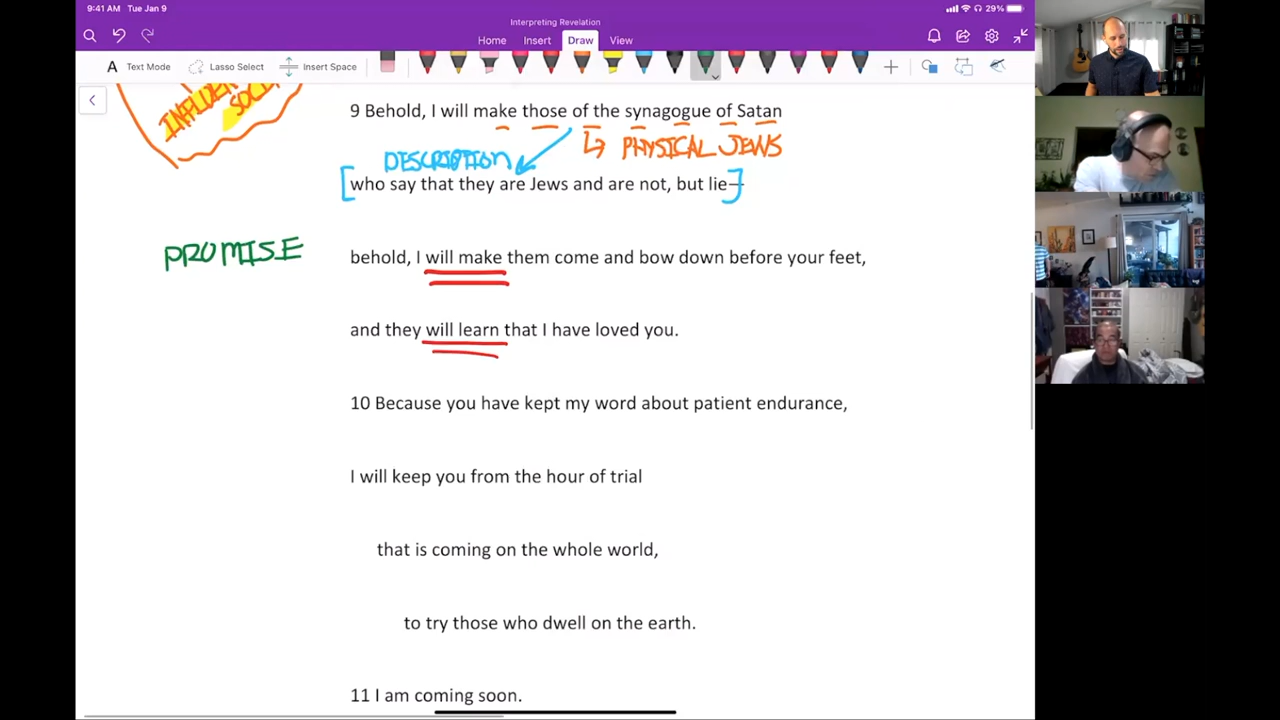 9:41 AM Tue Jan 9
29%
Interpreting Revelation
Home Insert Draw View
A Text Mode Lasso Select Insert Space
9 Behold, I will make those of the synagogue of Satan
PHYSICAL JEWS
DESCRIPTION
[who say that they are Jews and are not, but lie—]
PROMISE
behold, I will make them come and bow down before your feet,
and they will learn that I have loved you.
10 Because you have kept my word about patient endurance,
I will keep you from the hour of trial
that is coming on the whole world,
to try those who dwell on the earth.
11 I am coming soon.